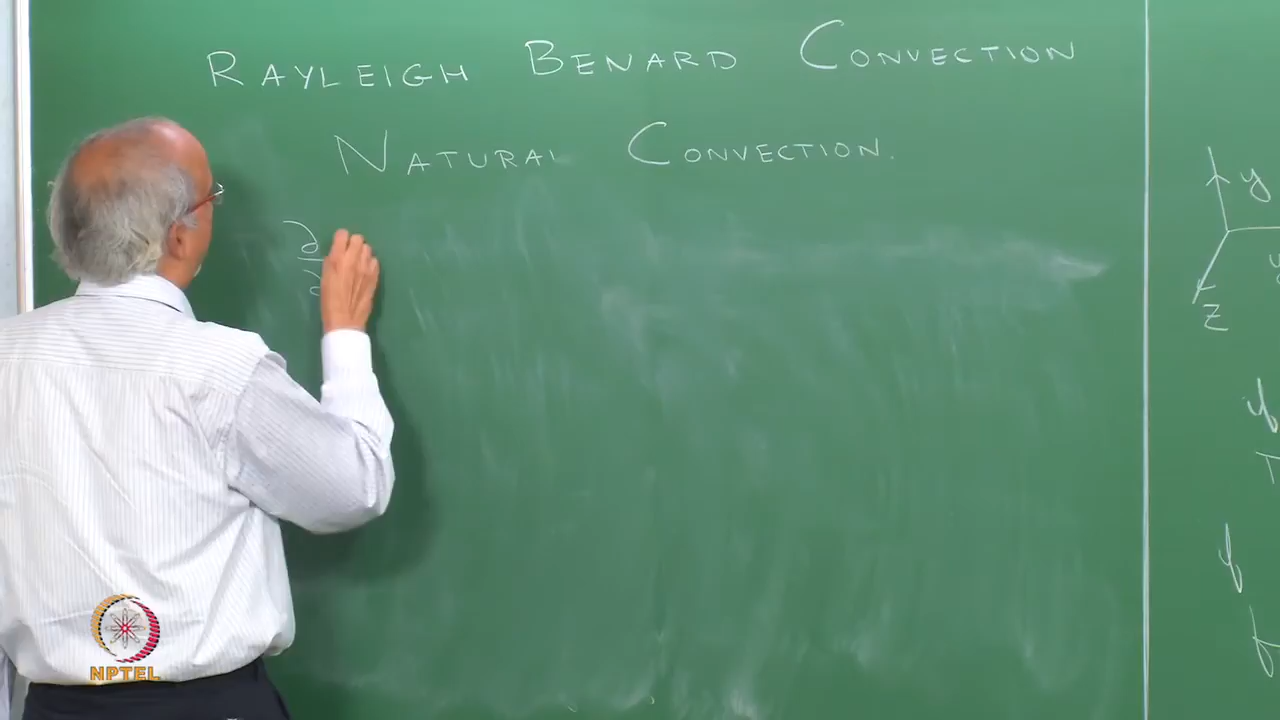 RAYLEIGH BENARD CONVECTION
NATURAL CONVECTION.
∂
y
z
NPTEL